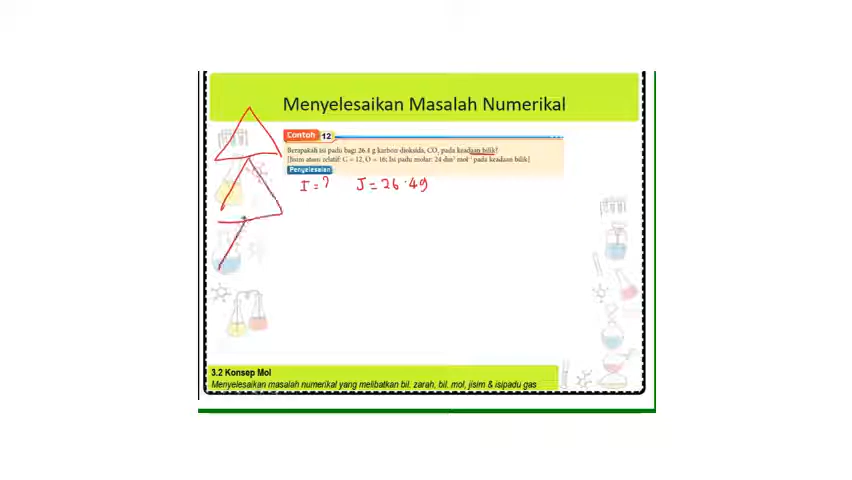 Menyelesaikan Masalah Numerikal
Contoh 12
Berapakah isi padu bagi 26.4 g karbon dioksida, CO₂ pada keadaan bilik?
[Jisim atom relatif: C = 12, O = 16; Isi padu molar: 24 dm³ mol⁻¹ pada keadaan bilik]
Penyelesaian
I = ? J = 26.4g
3.2 Konsep Mol
Menyelesaikan masalah numerikal yang melibatkan bil. zarah, bil. mol, jisim & isipadu gas